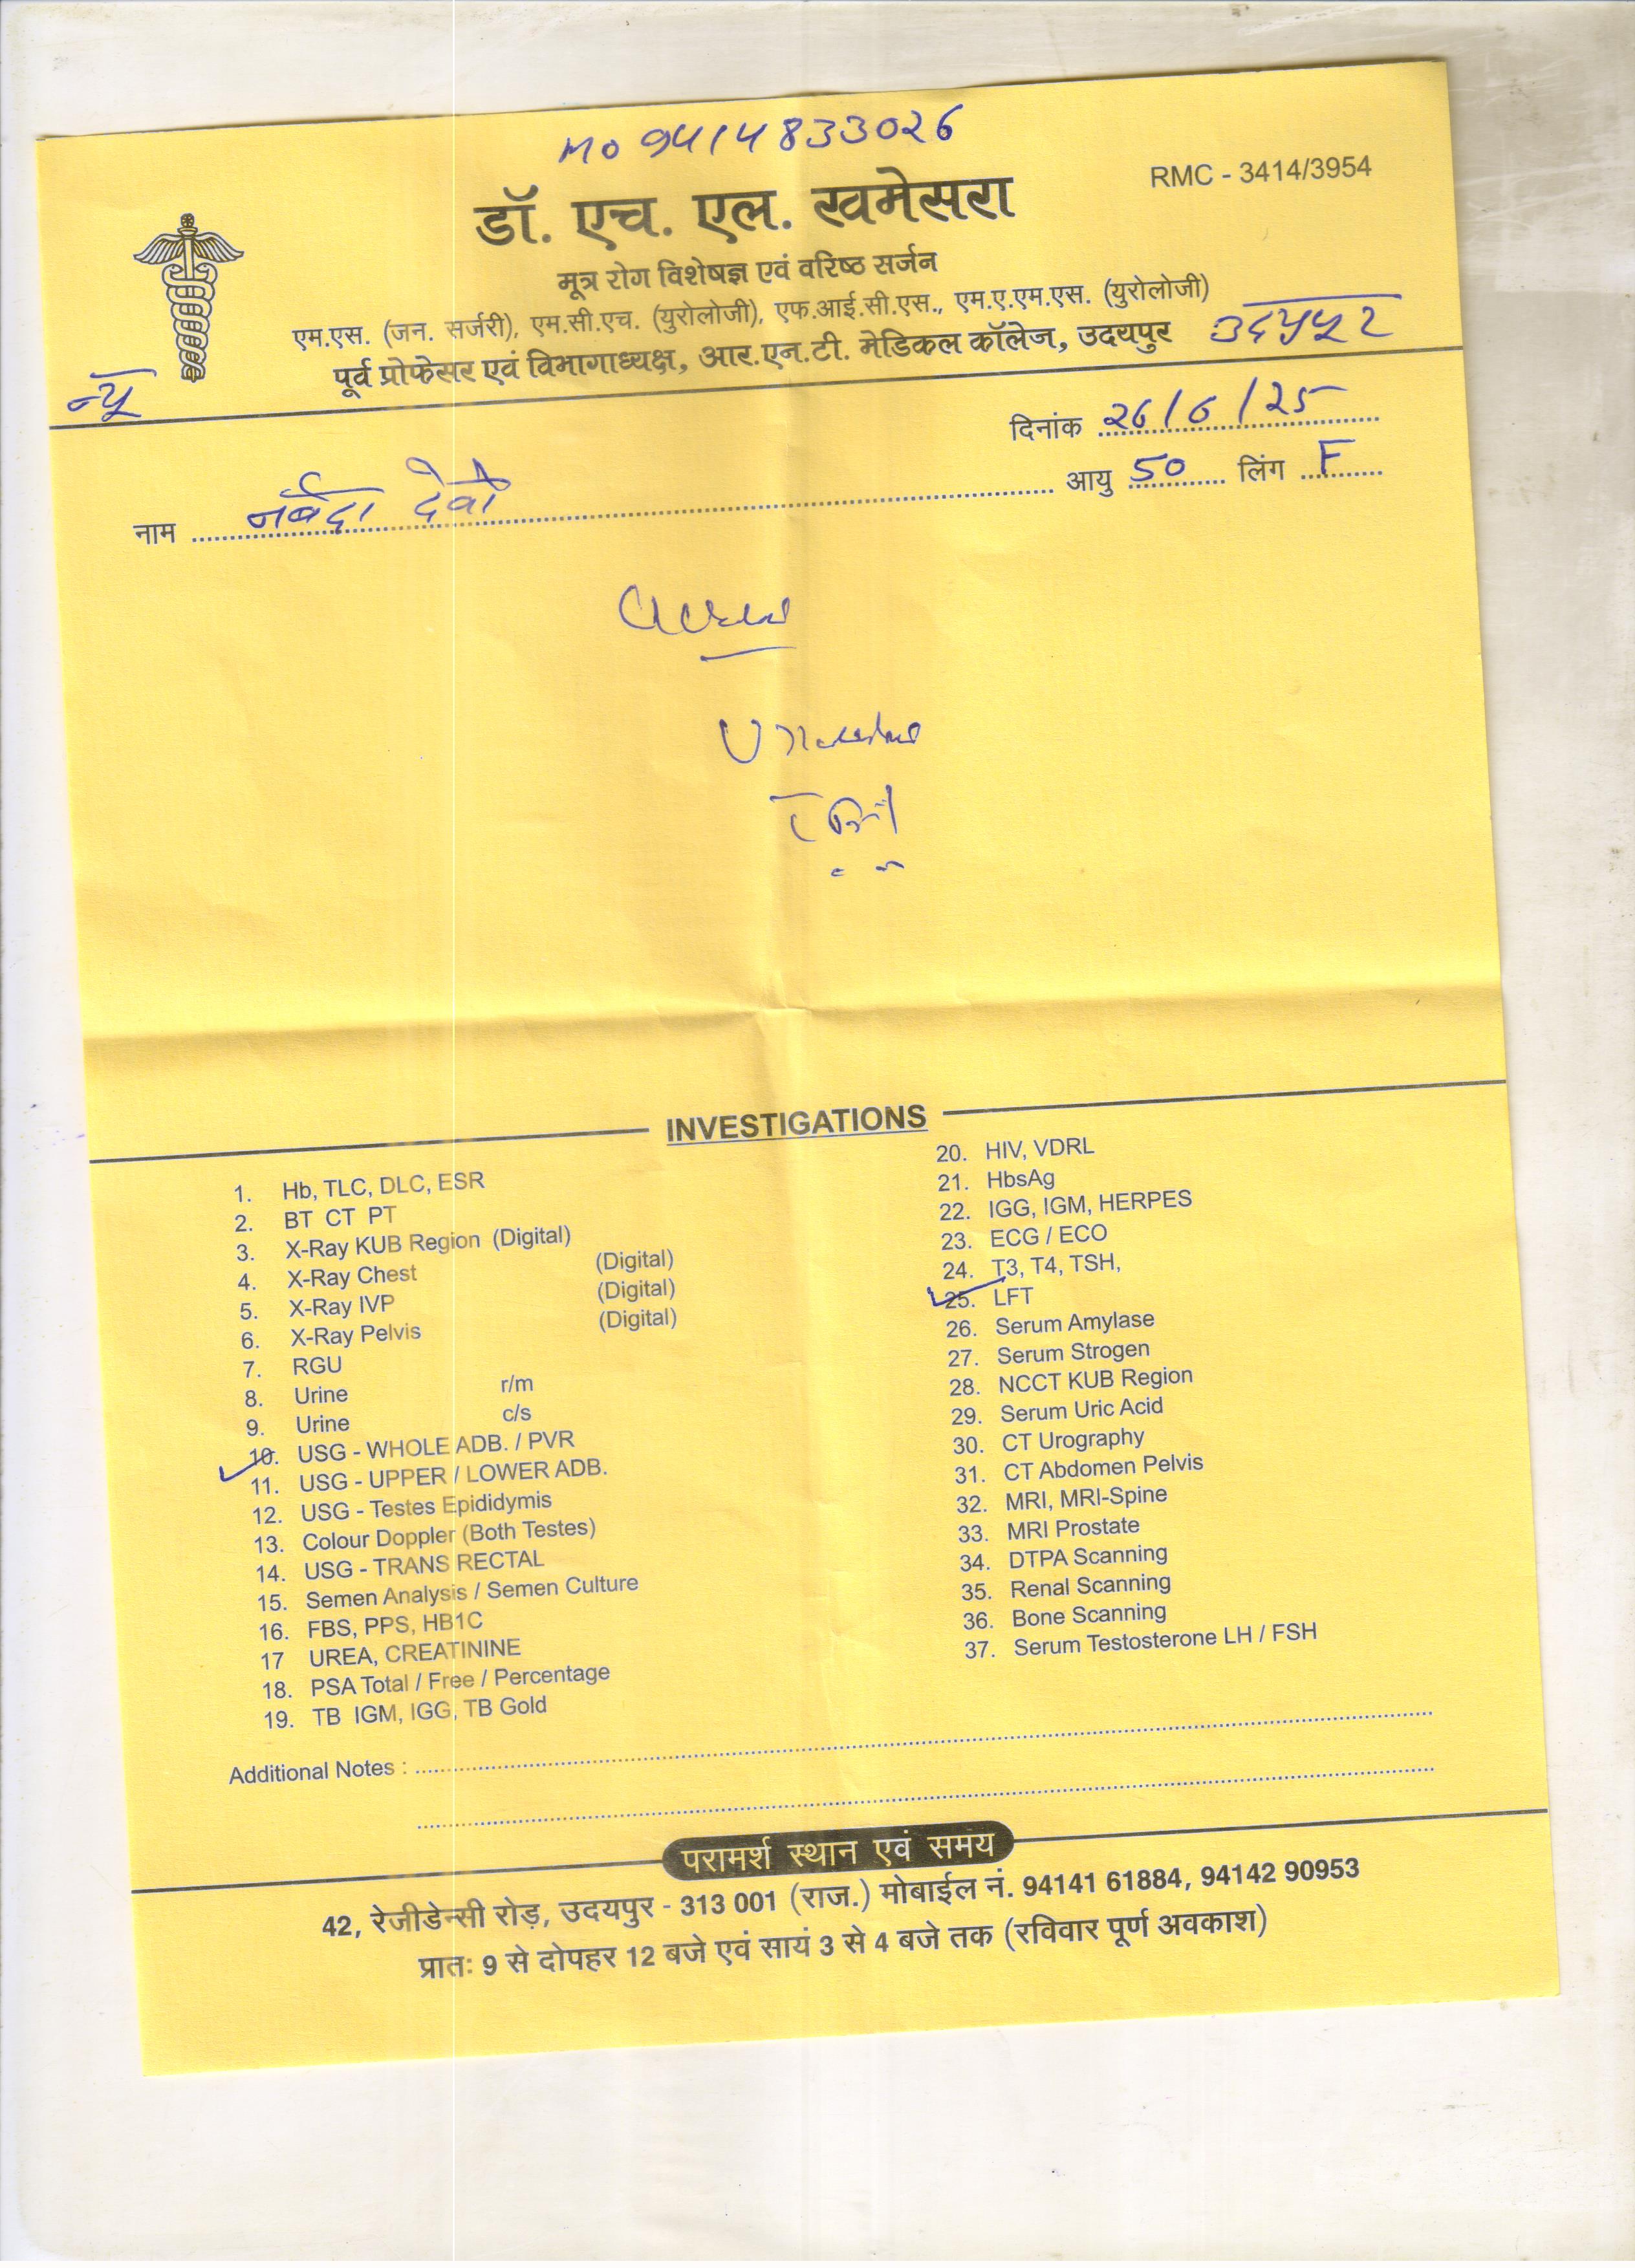 MO 9414833026
RMC - 3414/3954
डॉ. एच. एल. खमेसरा
मूत्र रोग विशेषज्ञ एवं वरिष्ठ सर्जन
एम.एस. (जन. सर्जरी), एम.सी.एच. (युरोलोजी), एफ.आई.सी.एस., एम.ए.एम.एस. (युरोलोजी)
पूर्व प्रोफेसर एवं विभागाध्यक्ष, आर.एन.टी. मेडिकल कॉलेज, उदयपुर उदयपुर
न्यू
दिनांक 26/6/25
नाम नर्बदा देवी आयु 50 लिंग F
INVESTIGATIONS
1. Hb, TLC, DLC, ESR
2. BT CT PT
3. X-Ray KUB Region (Digital)
4. X-Ray Chest (Digital)
5. X-Ray IVP (Digital)
6. X-Ray Pelvis (Digital)
7. RGU
8. Urine r/m
9. Urine c/s
10. USG - WHOLE ADB. / PVR
11. USG - UPPER / LOWER ADB.
12. USG - Testes Epididymis
13. Colour Doppler (Both Testes)
14. USG - TRANS RECTAL
15. Semen Analysis / Semen Culture
16. FBS, PPS, HB1C
17 UREA, CREATININE
18. PSA Total / Free / Percentage
19. TB IGM, IGG, TB Gold
20. HIV, VDRL
21. HbsAg
22. IGG, IGM, HERPES
23. ECG / ECO
24. T3, T4, TSH,
25. LFT
26. Serum Amylase
27. Serum Strogen
28. NCCT KUB Region
29. Serum Uric Acid
30. CT Urography
31. CT Abdomen Pelvis
32. MRI, MRI-Spine
33. MRI Prostate
34. DTPA Scanning
35. Renal Scanning
36. Bone Scanning
37. Serum Testosterone LH / FSH
Additional Notes :
परामर्श स्थान एवं समय
42, रेजीडेन्सी रोड़, उदयपुर - 313 001 (राज.) मोबाईल नं. 94141 61884, 94142 90953
प्रातः 9 से दोपहर 12 बजे एवं सायं 3 से 4 बजे तक (रविवार पूर्ण अवकाश)